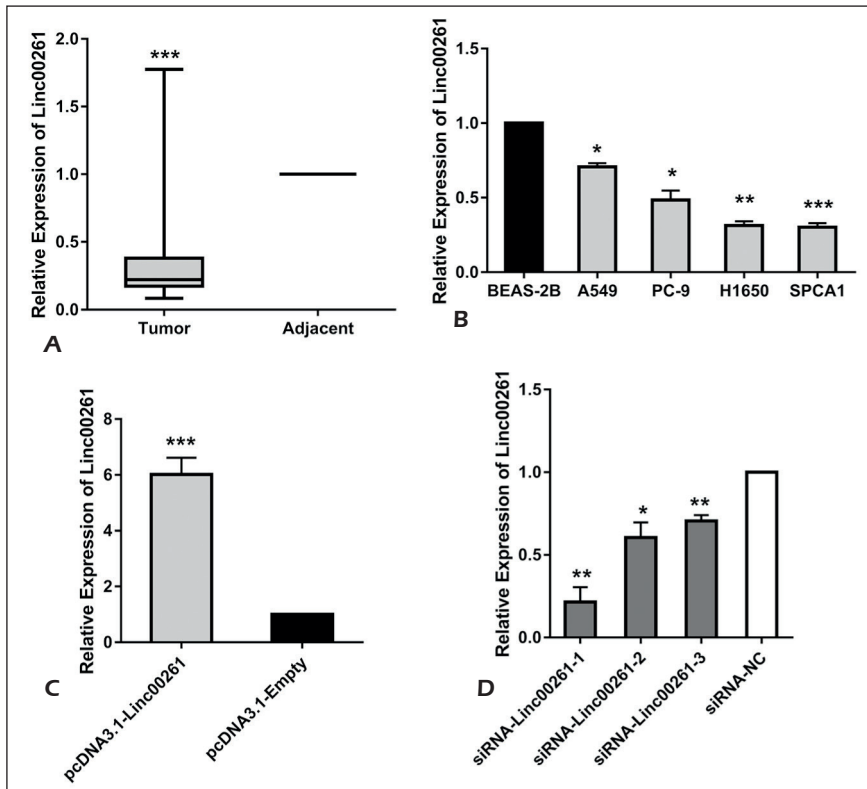 Relative Expression of Linc00261
2.0
1.5
1.0
0.5
0.0
***
Tumor
Adjacent
A
Relative Expression of Linc00261
1.5
1.0
0.5
0.0
*
*
**
***
BEAS-2B
A549
PC-9
H1650
SPCA1
B
Relative Expression of Linc00261
8
6
4
2
0
***
pcDNA3.1-Linc00261
pcDNA3.1-Empty
C
Relative Expression of Linc00261
1.5
1.0
0.5
0.0
**
*
**
siRNA-Linc00261-1
siRNA-Linc00261-2
siRNA-Linc00261-3
siRNA-NC
D